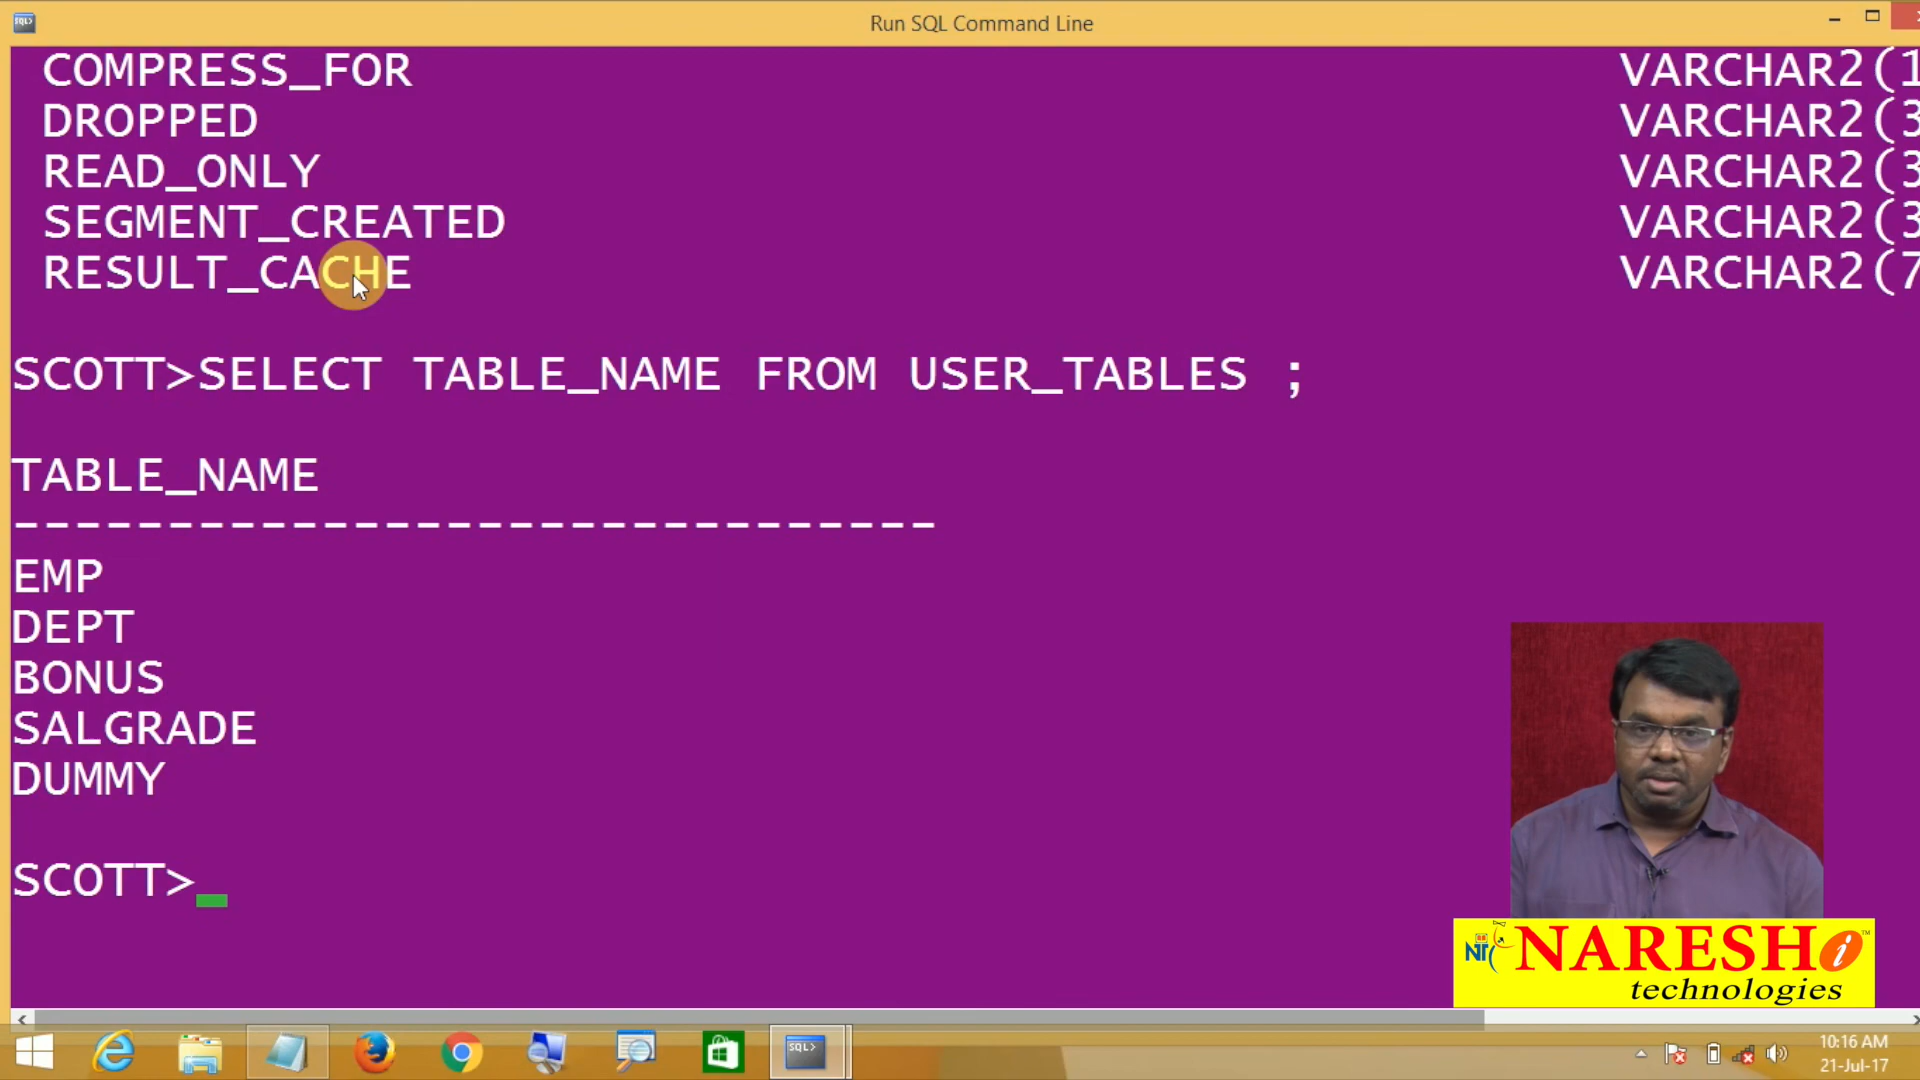 Run SQL Command Line
COMPRESS_FOR VARCHAR2(1
DROPPED VARCHAR2(3
READ_ONLY VARCHAR2(3
SEGMENT_CREATED VARCHAR2(3
RESULT_CACHE VARCHAR2(7
SCOTT>SELECT TABLE_NAME FROM USER_TABLES ;
TABLE_NAME
------------------------------
EMP
DEPT
BONUS
SALGRADE
DUMMY
SCOTT>_
NARESH i
technologies
10:16 AM
21-Jul-17